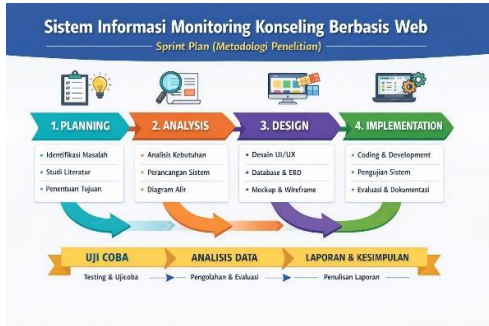 Sistem Informasi Monitoring Konseling Berbasis Web
Sprint Plan (Metodologi Penelitian)
1. PLANNING
• Identifikasi Masalah
• Studi Literatur
• Penentuan Tujuan
2. ANALYSIS
• Analisis Kebutuhan
• Perancangan Sistem
• Diagram Alir
3. DESIGN
• Desain UI/UX
• Database & ERD
• Mockup & Wireframe
4. IMPLEMENTATION
• Coding & Development
• Pengujian Sistem
• Evaluasi & Dokumentasi
UJI COBA
ANALISIS DATA
LAPORAN & KESIMPULAN
Testing & Ujicoba
Pengolahan & Evaluasi
Penulisan Laporan